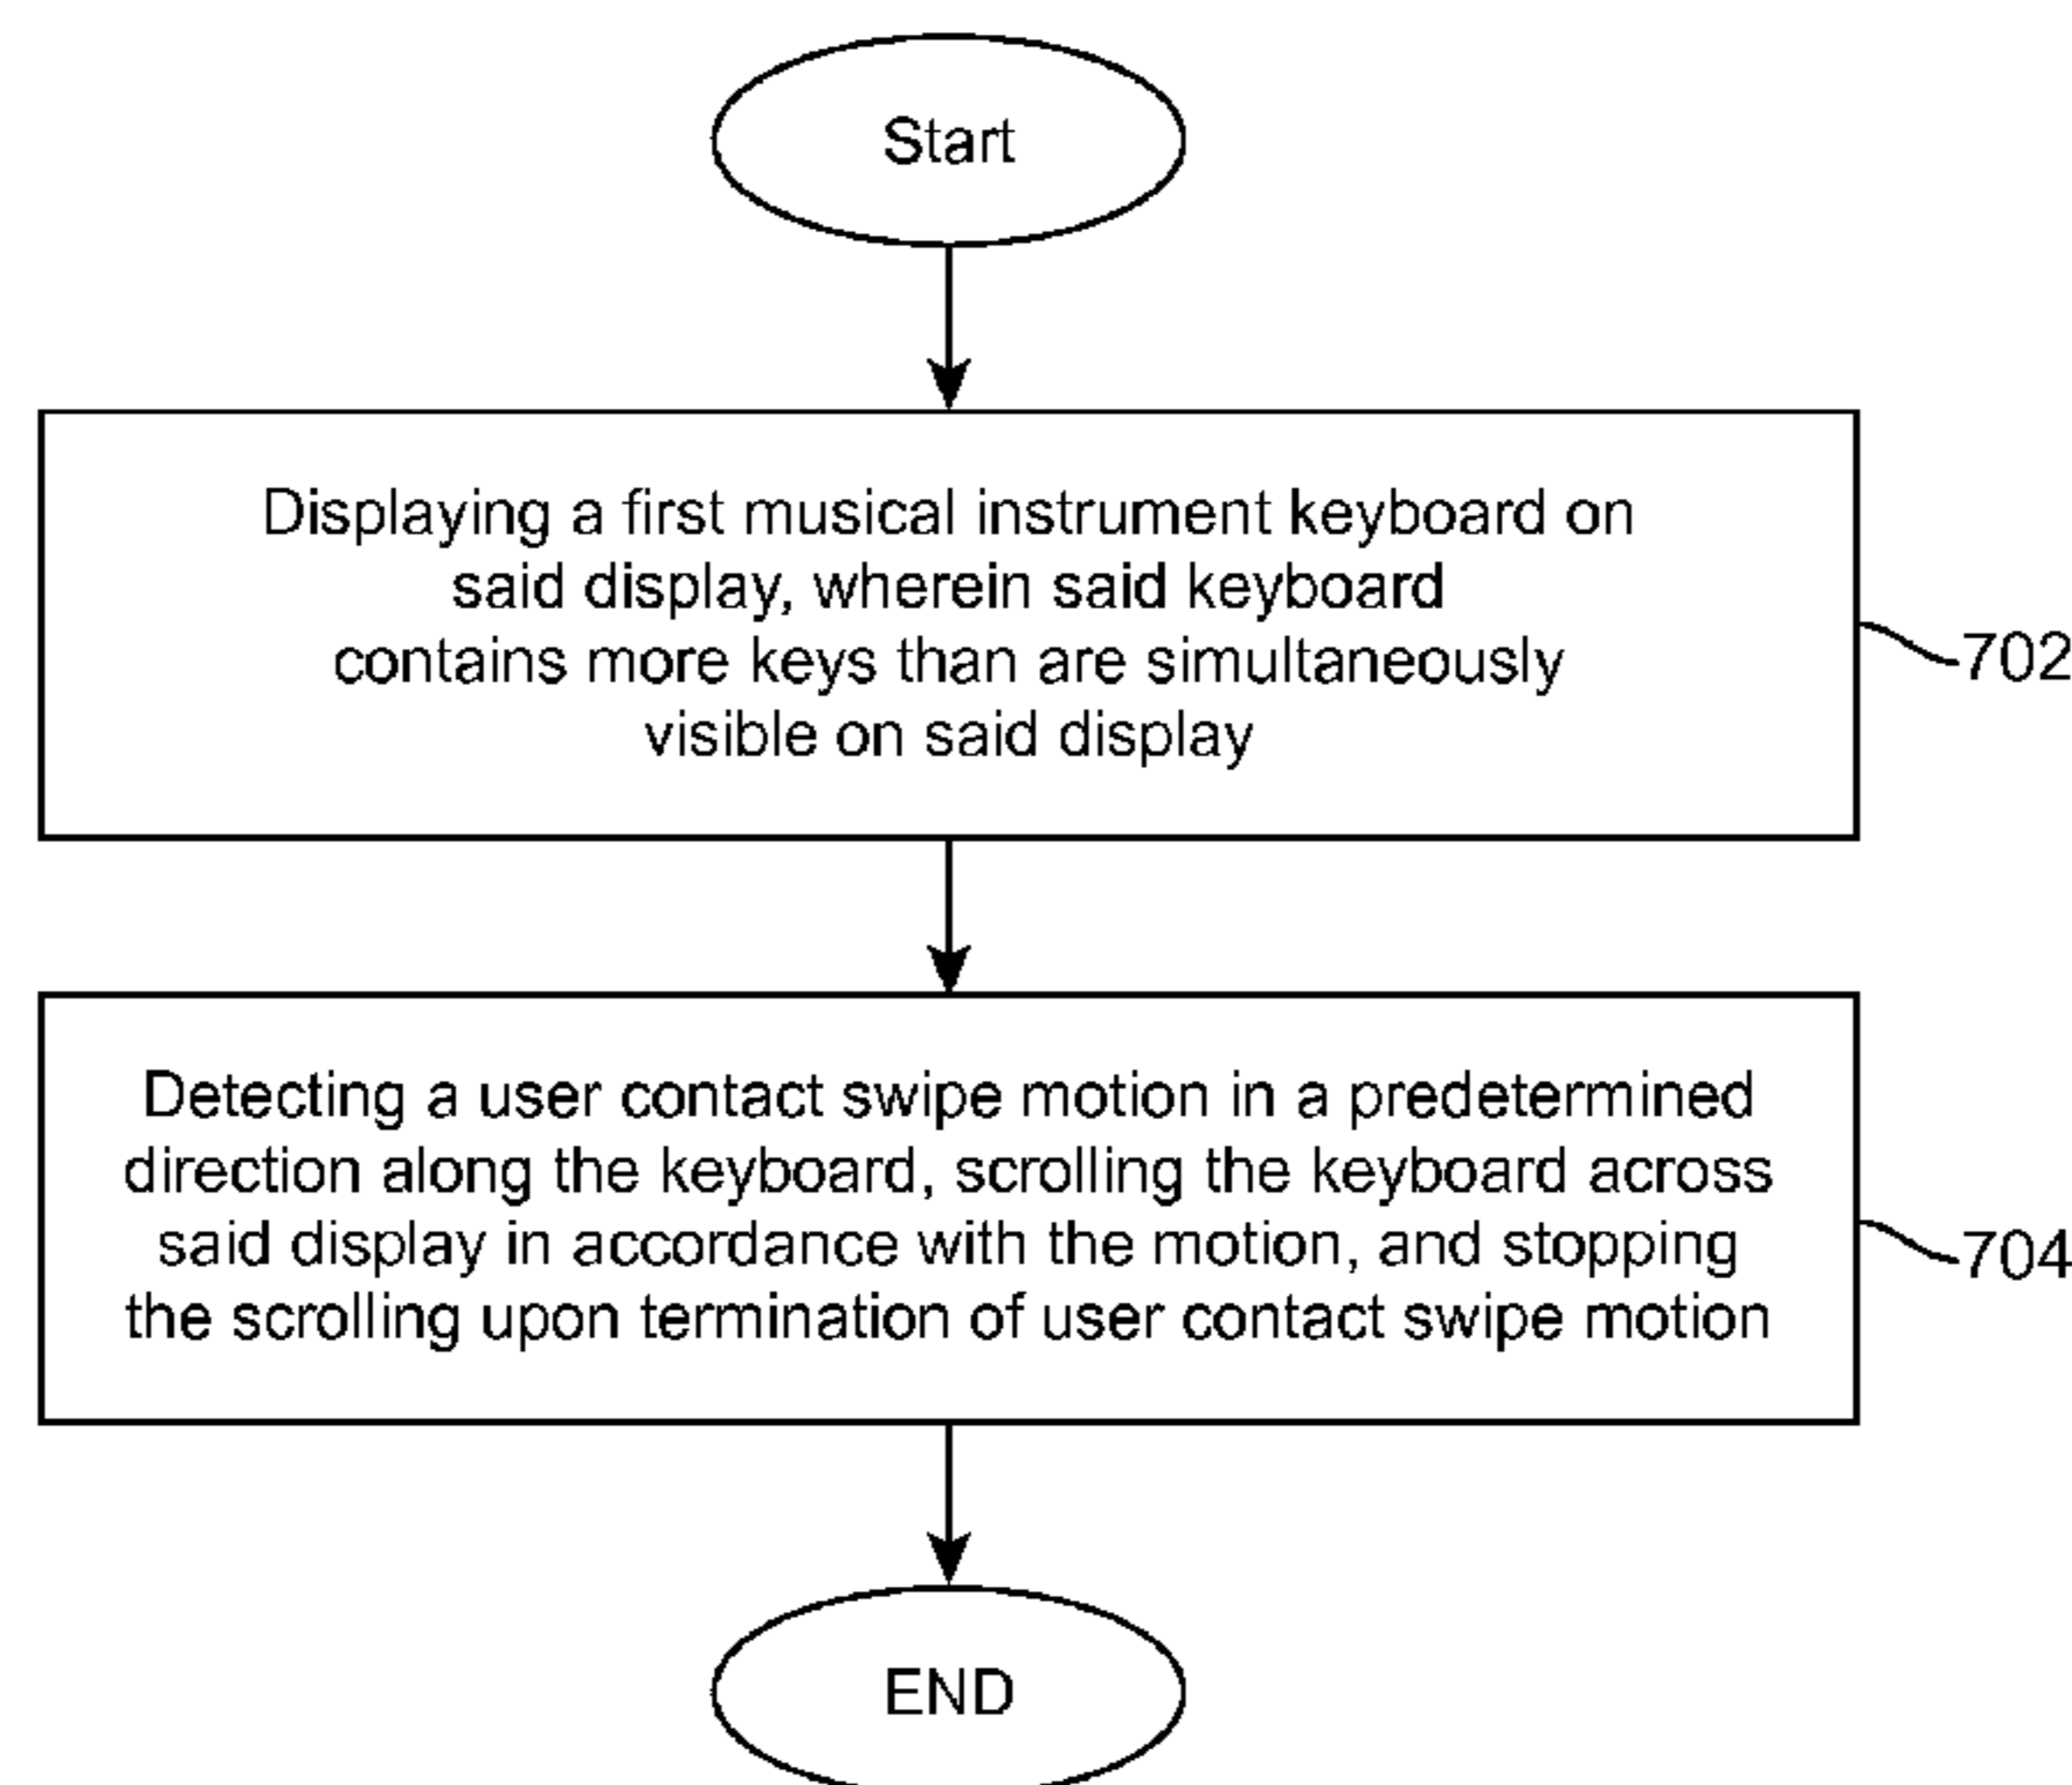 Start
Displaying a first musical instrument keyboard on
said display, wherein said keyboard
contains more keys than are simultaneously
visible on said display
702
Detecting a user contact swipe motion in a predetermined
direction along the keyboard, scrolling the keyboard across
said display in accordance with the motion, and stopping
the scrolling upon termination of user contact swipe motion
704
END